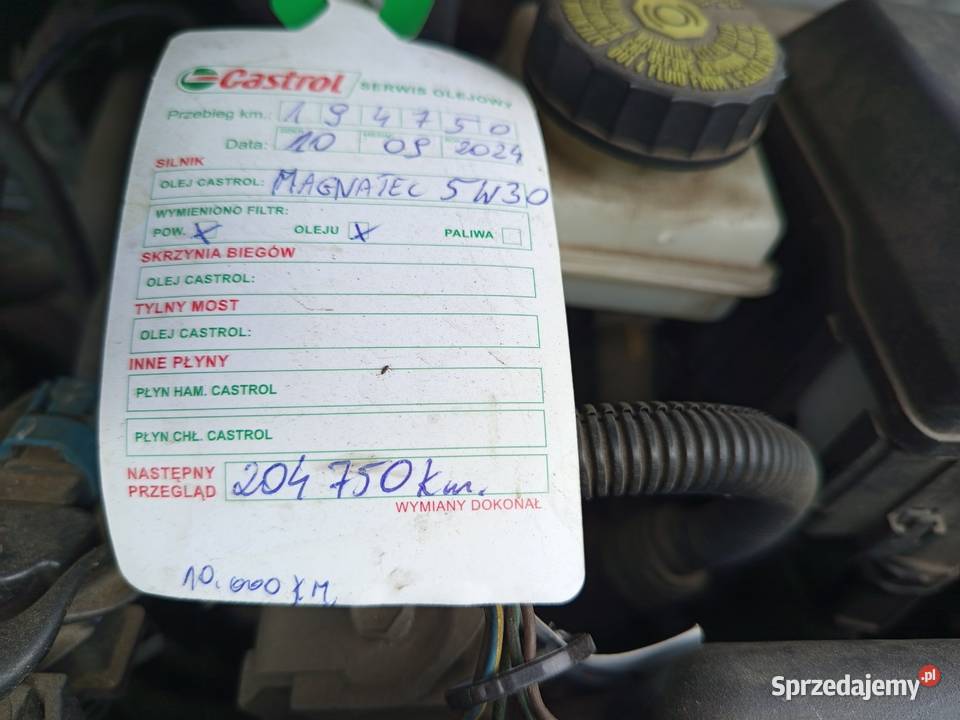 Castrol SERWIS OLEJOWY
Przebieg km.: 194750
Data: 10 09 2024
SILNIK
OLEJ CASTROL: MAGNATEC 5W30
WYMIENIONO FILTR:
POW. X OLEJU X PALIWA
SKRZYNIA BIEGÓW
OLEJ CASTROL:
TYLNY MOST
OLEJ CASTROL:
INNE PŁYNY
PŁYN HAM. CASTROL
PŁYN CHŁ. CASTROL
NASTĘPNY
PRZEGLĄD 204 750 km.
WYMIANY DOKONAŁ
10.000 KM
Sprzedajemy.pl